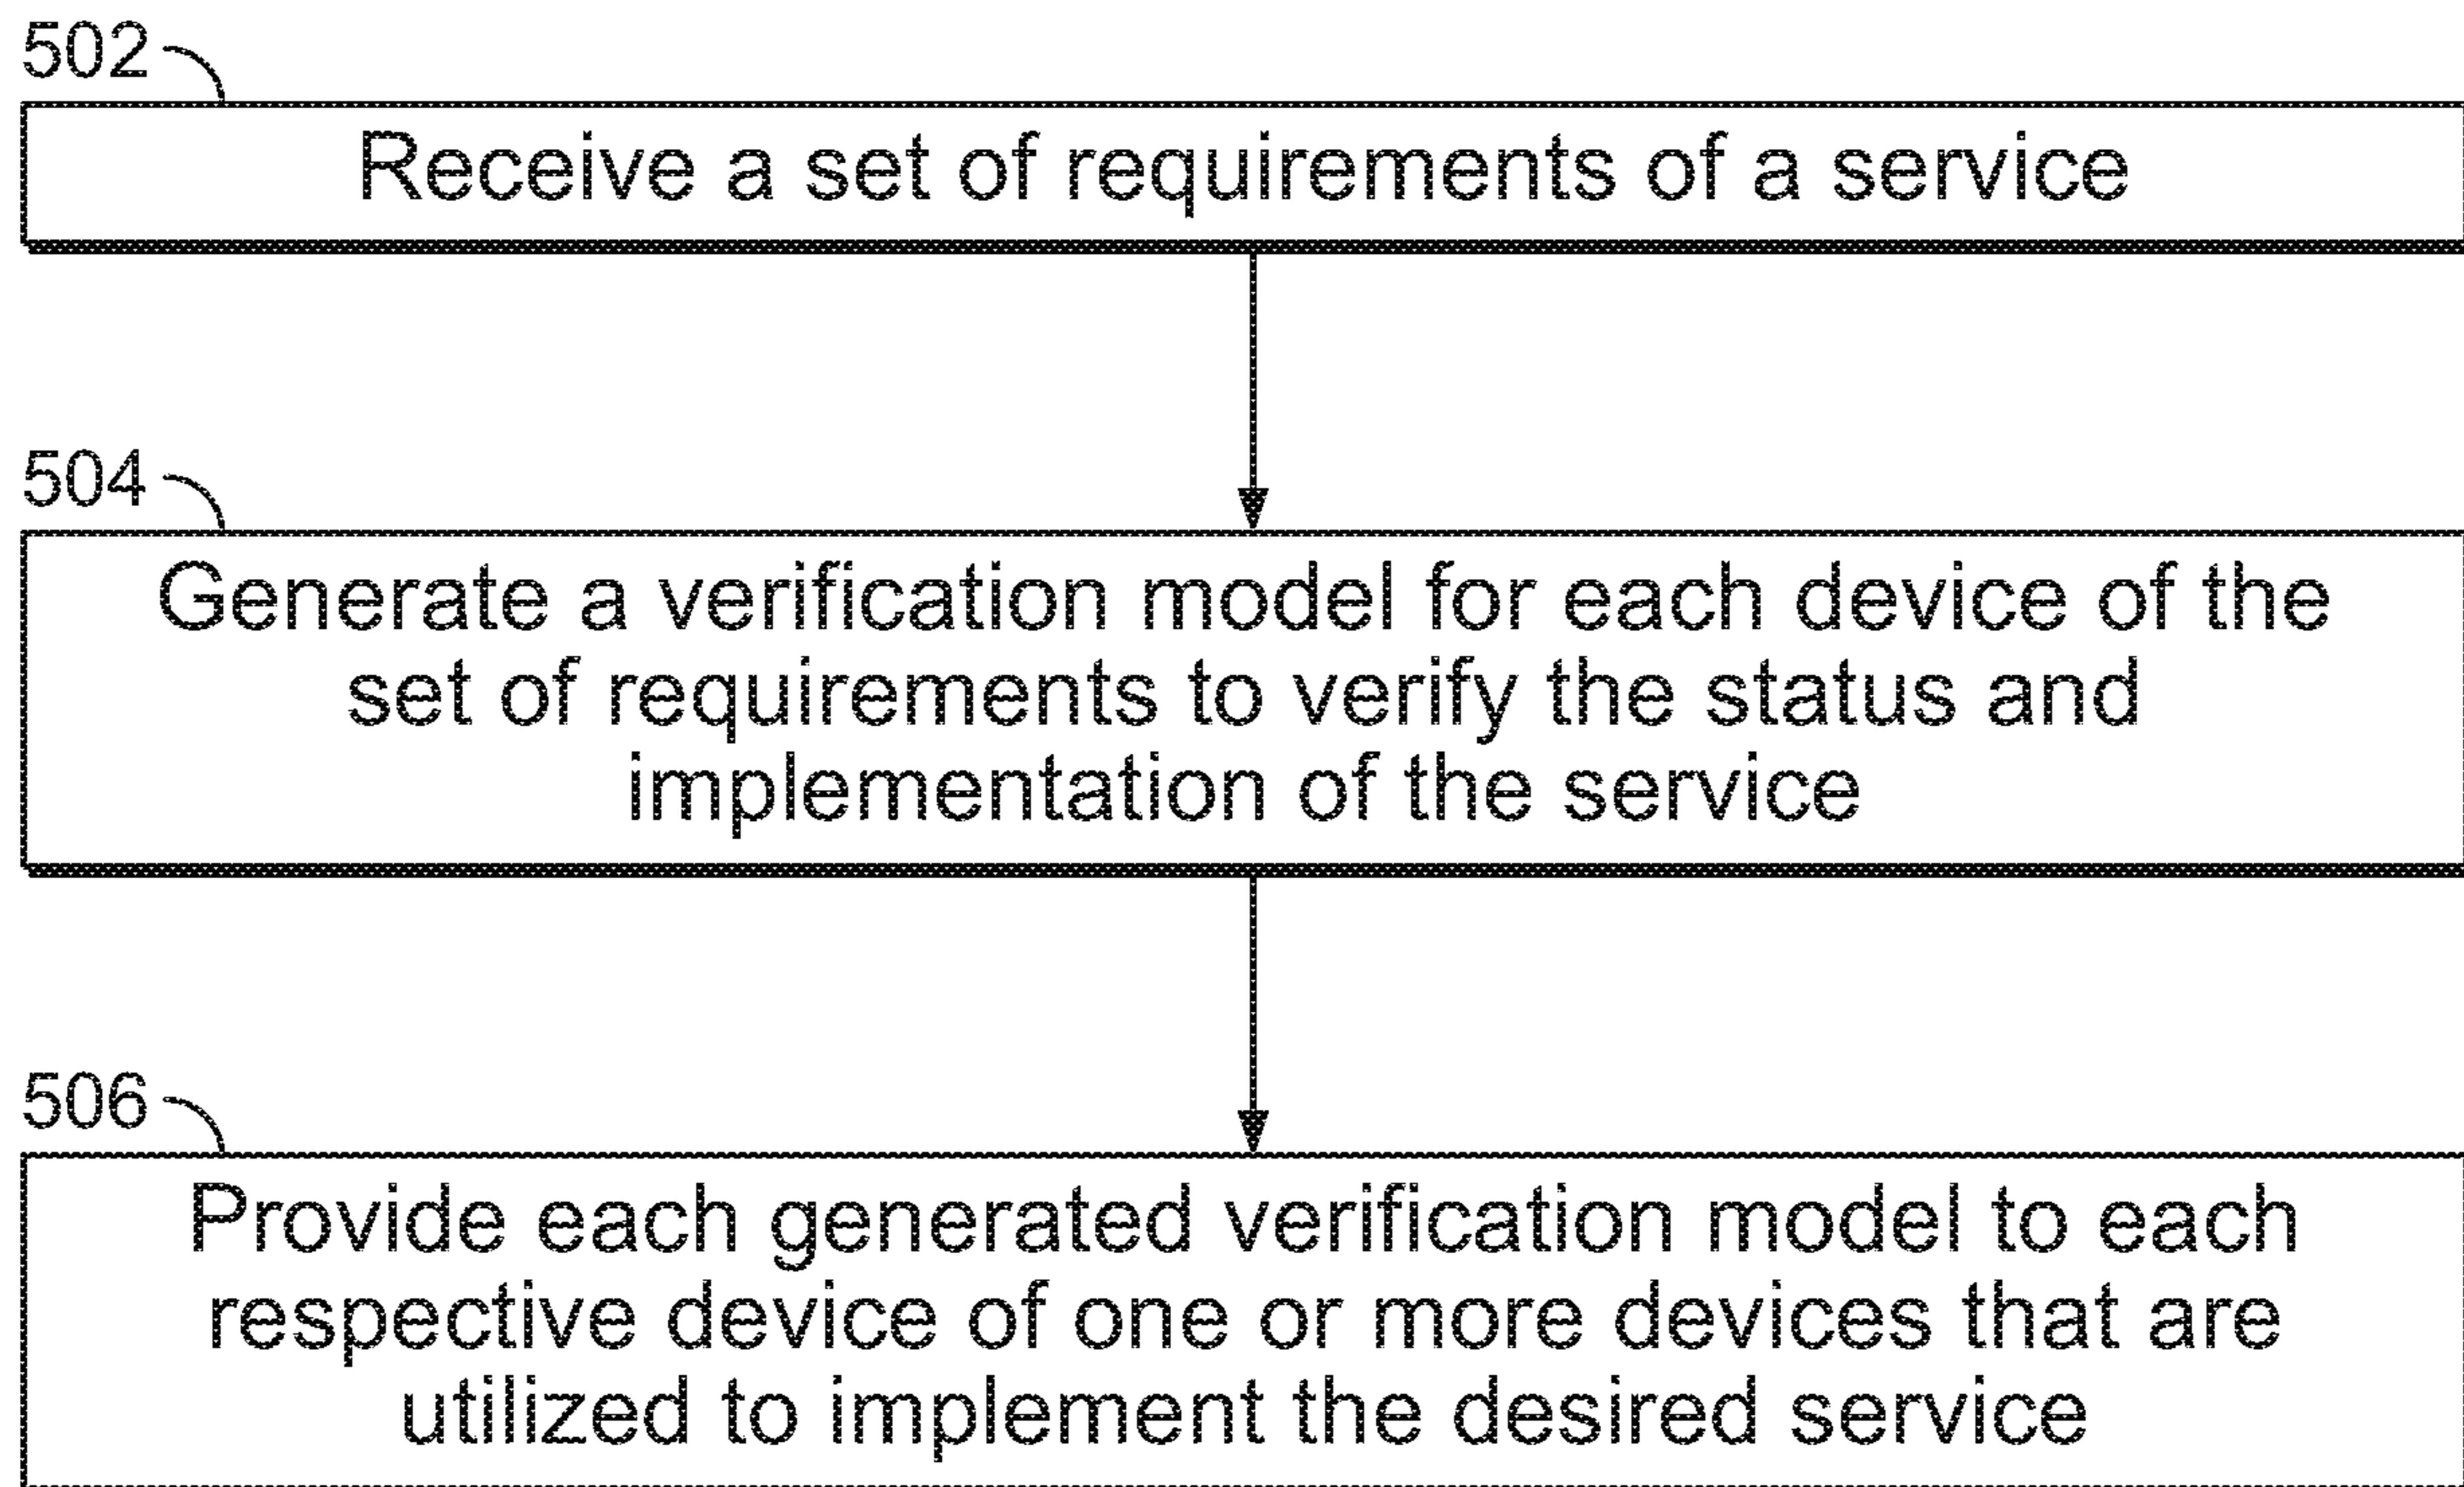 502
Receive a set of requirements of a service
504
Generate a verification model for each device of the
set of requirements to verify the status and
implementation of the service
506
Provide each generated verification model to each
respective device of one or more devices that are
utilized to implement the desired service